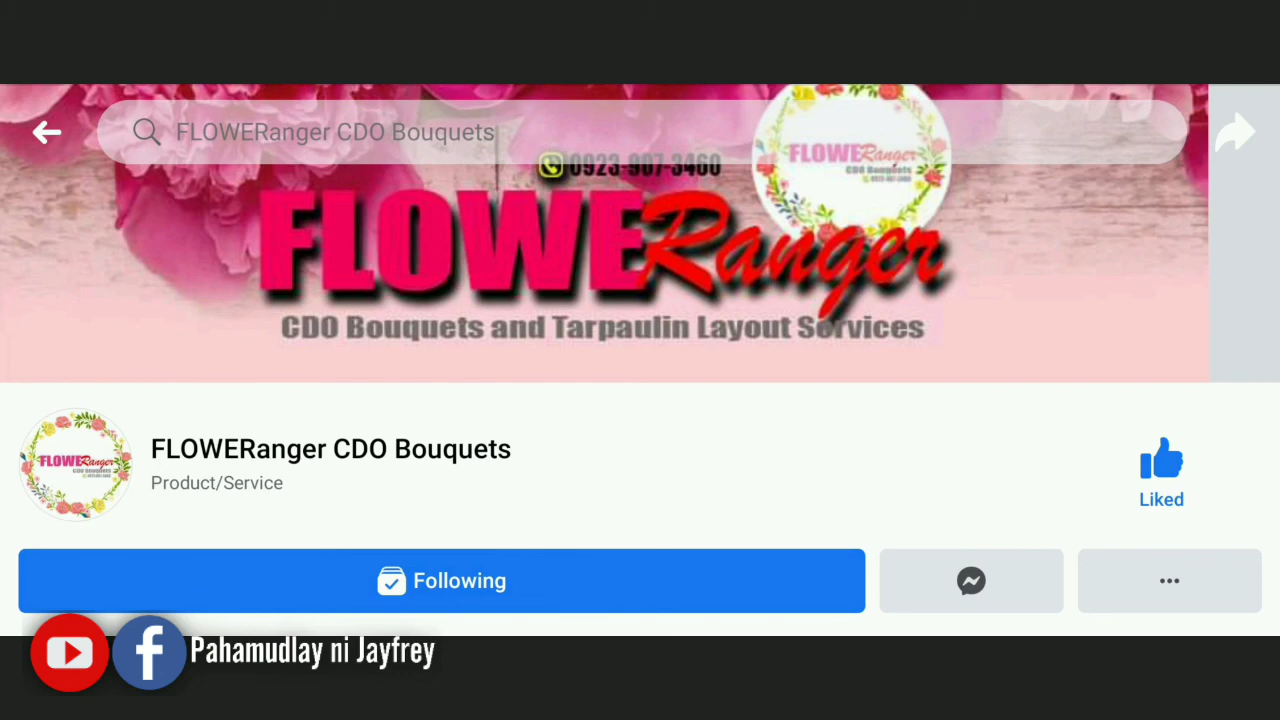 FLOWERanger CDO Bouquets
0923-907-3460
FLOWERanger
CDO Bouquets
FLOWERanger
CDO Bouquets and Tarpaulin Layout Services
FLOWERanger
CDO Bouquets
FLOWERanger CDO Bouquets
Product/Service
Liked
Following
Pahamudlay ni Jayfrey